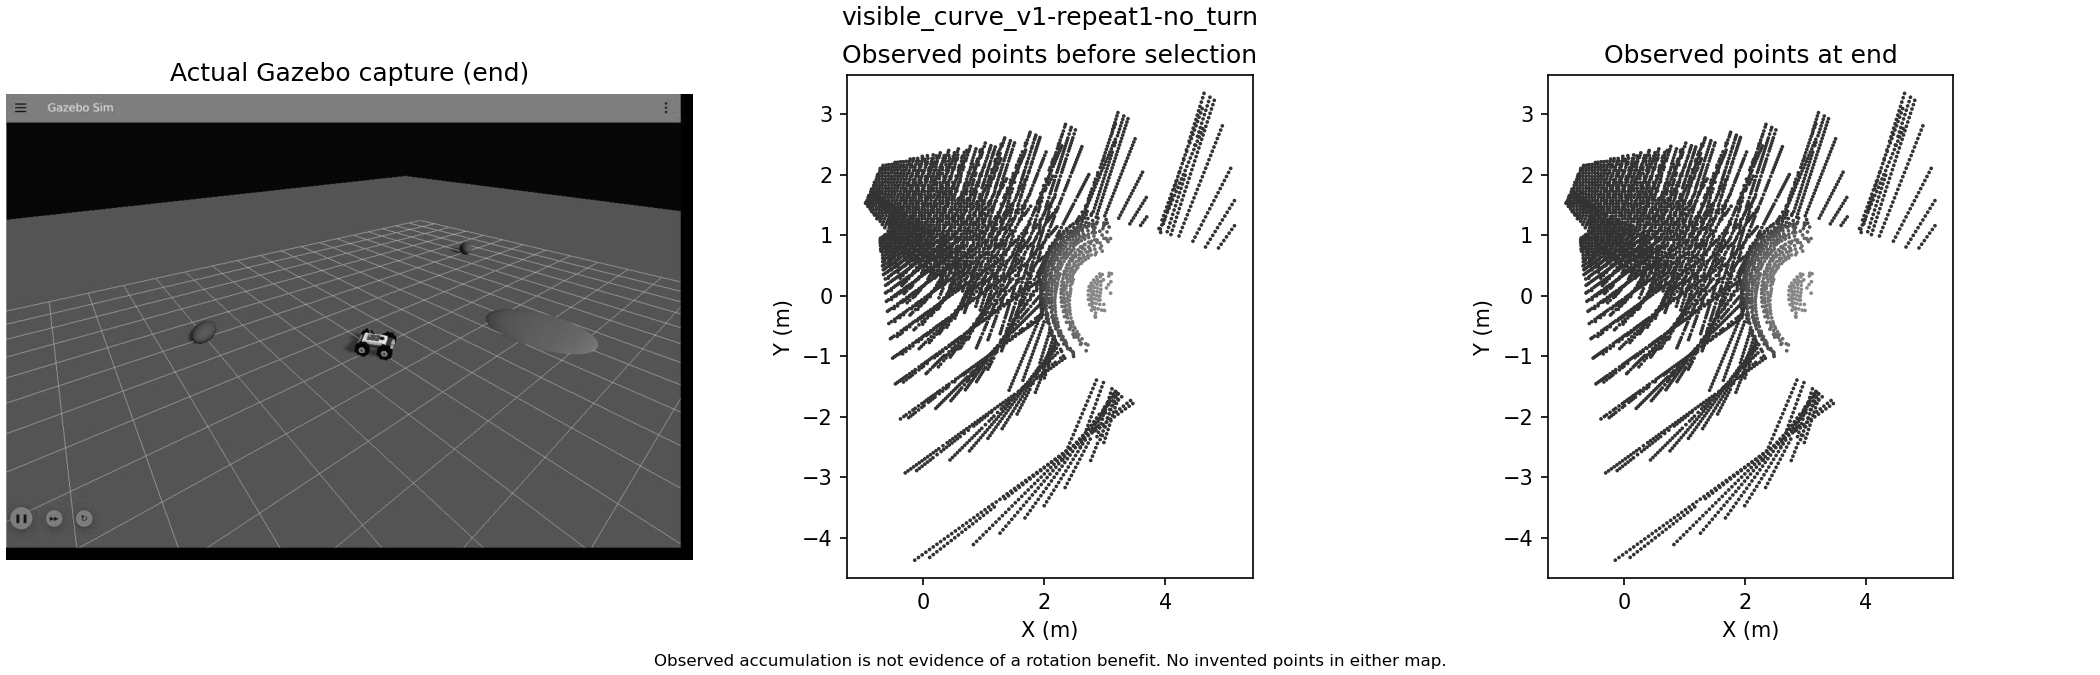 visible_curve_v1-repeat1-no_turn
Actual Gazebo capture (end)
Gazebo Sim
Observed points before selection
3
2
1
0
−1
−2
−3
−4
Y (m)
0 2 4
X (m)
Observed points at end
3
2
1
0
−1
−2
−3
−4
Y (m)
0 2 4
X (m)
Observed accumulation is not evidence of a rotation benefit. No invented points in either map.